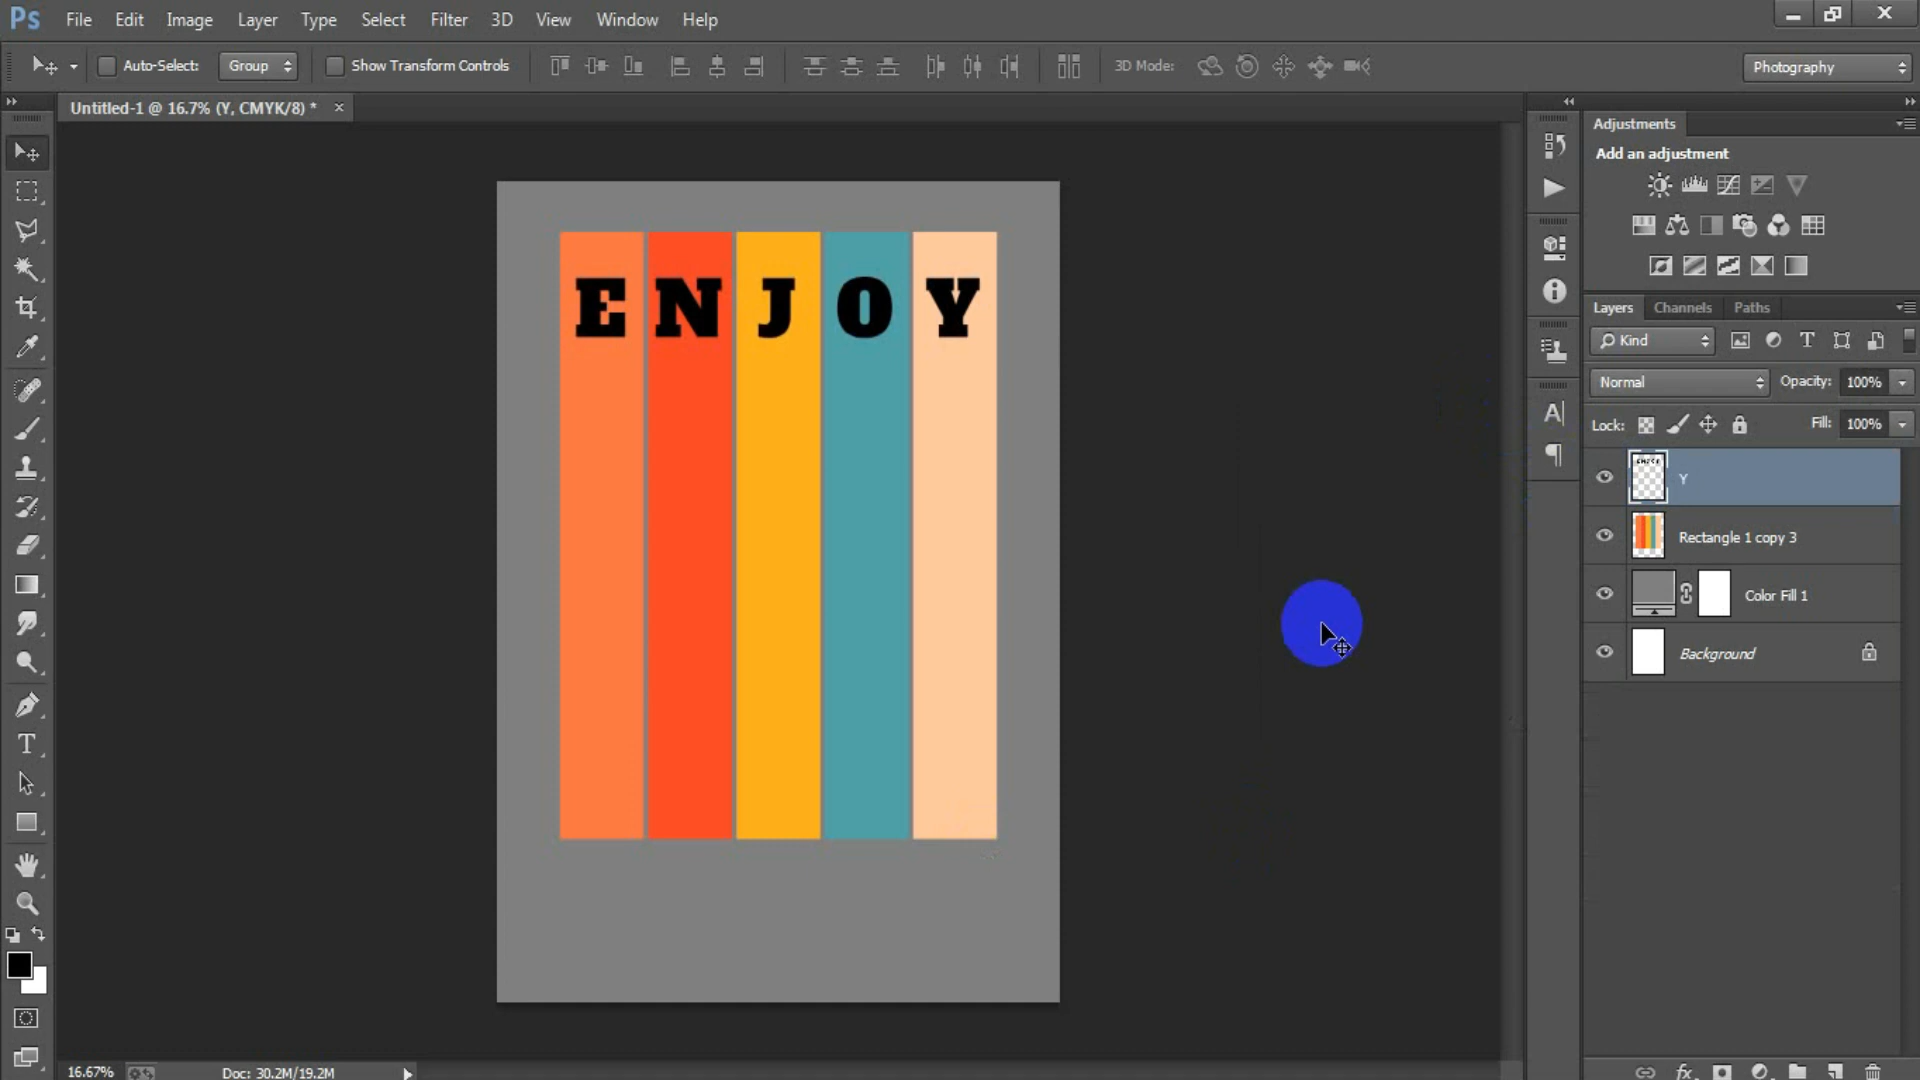 Ps File Edit Image Layer Type Select Filter 3D View Window Help
Auto-Select: Group Show Transform Controls 3D Mode: Photography
Untitled-1 @ 16.7% (Y, CMYK/8) *
Adjustments
Add an adjustment
ENJOY
Layers Channels Paths
Kind
Normal Opacity: 100%
Lock: Fill: 100%
Y
Rectangle 1 copy 3
Color Fill 1
Background
16.67% Doc: 30.2M/19.2M